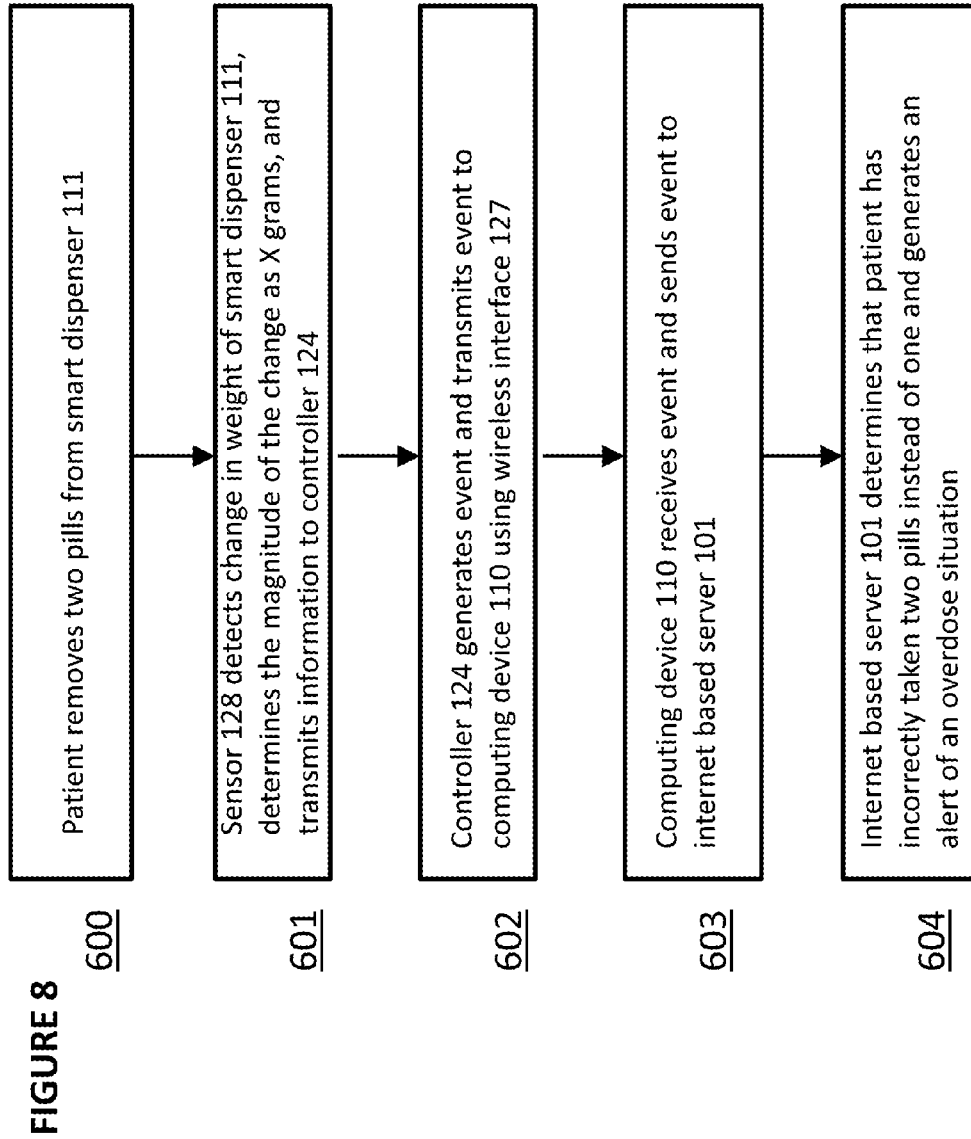 FIGURE 8
600
Patient removes two pills from smart dispenser 111
601
Sensor 128 detects change in weight of smart dispenser 111,
determines the magnitude of the change as X grams, and
transmits information to controller 124
602
Controller 124 generates event and transmits event to
computing device 110 using wireless interface 127
603
Computing device 110 receives event and sends event to
internet based server 101
604
Internet based server 101 determines that patient has
incorrectly taken two pills instead of one and generates an
alert of an overdose situation